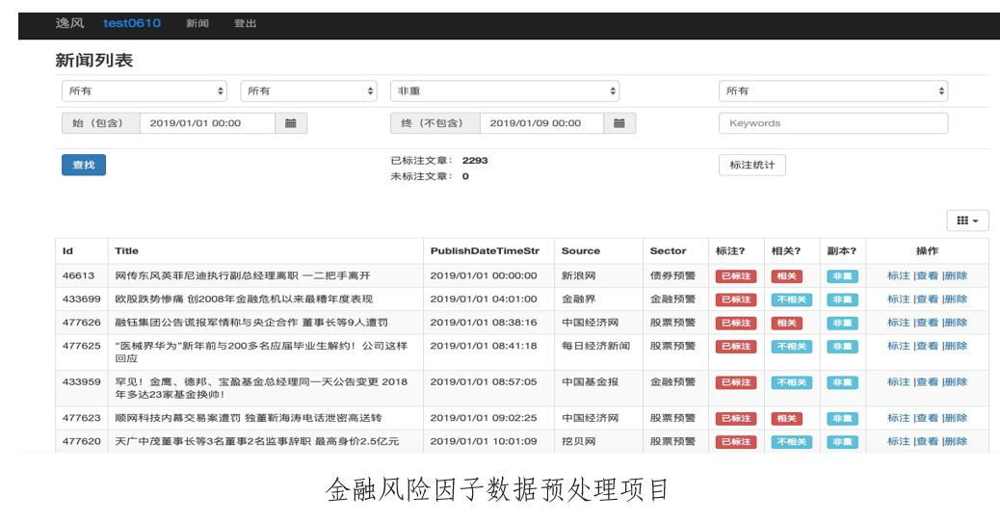 逸风 test0610 新闻 登出
新闻列表
所有 所有 非重 所有
始（包含） 2019/01/01 00:00 终（不包含） 2019/01/09 00:00 Keywords
查找 已标注文章： 2293 标注统计
未标注文章： 0
Id Title PublishDateTimeStr Source Sector 标注? 相关? 副本? 操作
46613 网传东风英菲尼迪执行副总经理离职 一二把手离开 2019/01/01 00:00:00 新浪网 债券预警 已标注 相关 非重 标注 |查看 |删除
433699 欧股跌势惨痛 创2008年金融危机以来最糟年度表现 2019/01/01 04:01:00 金融界 金融预警 已标注 不相关 非重 标注 |查看 |删除
477626 融钰集团公告谎报军情称与央企合作 董事长等9人遭罚 2019/01/01 08:38:16 中国经济网 股票预警 已标注 相关 非重 标注 |查看 |删除
477625 “医械界华为”新年前与200多名应届毕业生解约！公司这样 2019/01/01 08:41:18 每日经济新闻 股票预警 已标注 不相关 非重 标注 |查看 |删除
回应
433959 罕见！金鹰、德邦、宝盈基金总经理同一天公告变更 2018 2019/01/01 08:57:05 中国基金报 金融预警 已标注 不相关 非重 标注 |查看 |删除
年多达23家基金换帅！
477623 顺网科技内幕交易案遭罚 独董靳海涛电话泄密高送转 2019/01/01 09:02:25 中国经济网 股票预警 已标注 相关 非重 标注 |查看 |删除
477620 天广中茂董事长等3名董事2名监事辞职 最高身价2.5亿元 2019/01/01 10:01:09 挖贝网 股票预警 已标注 不相关 非重 标注 |查看 |删除
金融风险因子数据预处理项目